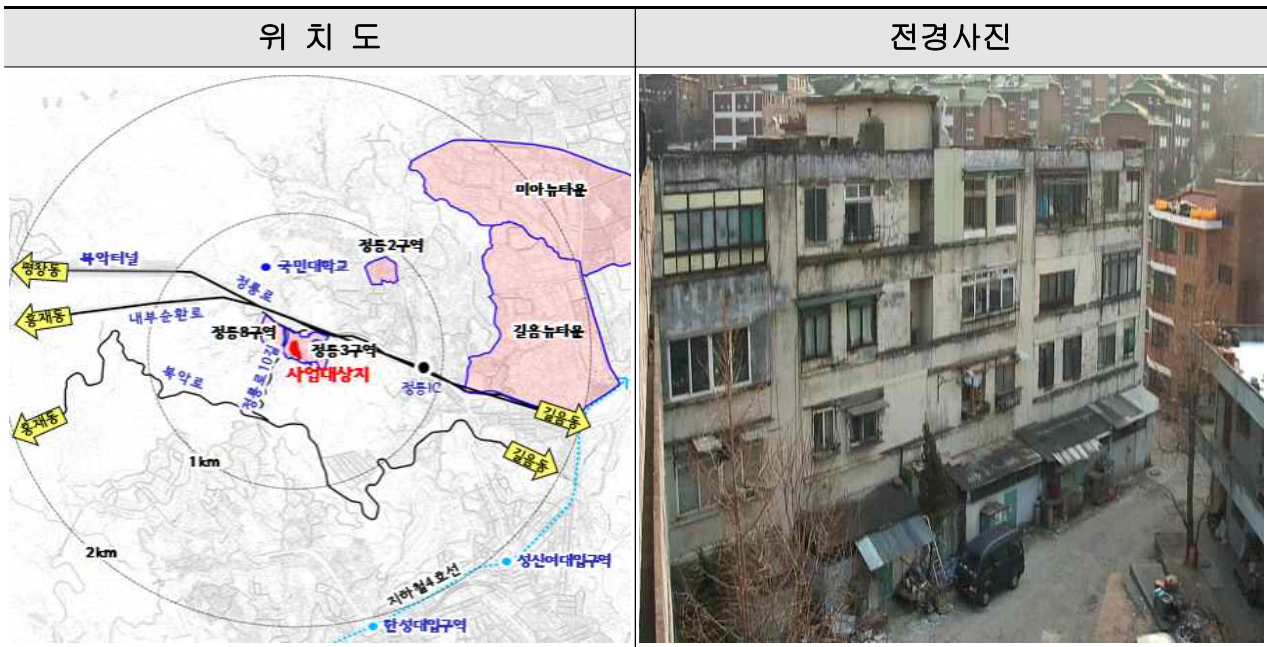 위 치 도
전경사진
미아뉴타운
정릉2구역
북악터널
국민대학교
평창동
정릉로
홍재동
내부순환로
길음뉴타운
정릉8구역
정릉3구역
사업대상지
정릉로10길
북악로
정릉IC
홍재동
길음동
길음동
1km
2km
성신여대입구역
지하철4호선
한성대입구역